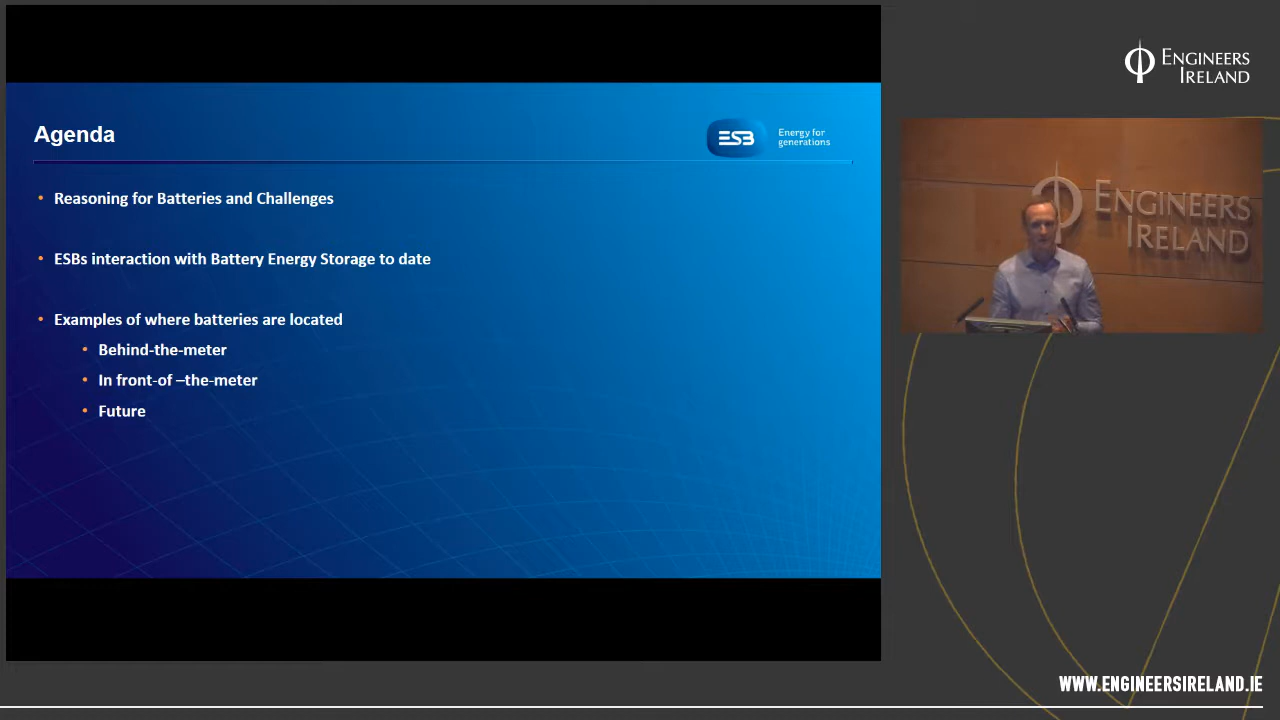 Agenda
ESB
Energy for
generations
• Reasoning for Batteries and Challenges
• ESBs interaction with Battery Energy Storage to date
• Examples of where batteries are located
• Behind-the-meter
• In front-of –the-meter
• Future
ENGINEERS
IRELAND
ENGINEERS
IRELAND
WWW.ENGINEERSIRELAND.IE